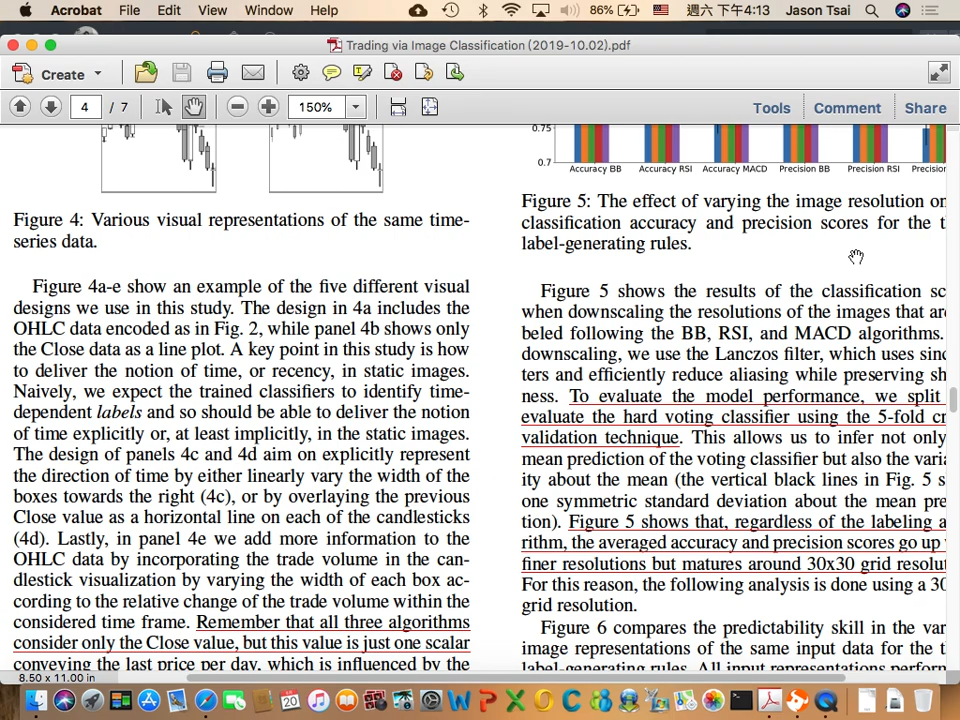 Acrobat File Edit View Window Help 86% 週六 下午4:13 Jason Tsai
Trading via Image Classification (2019-10.02).pdf
Create
4 / 7 150% Tools Comment Share
0.75
0.7
Accuracy BB Accuracy RSI Accuracy MACD Precision BB Precision RSI Precision
Figure 4: Various visual representations of the same time-
series data.
Figure 4a-e show an example of the five different visual
designs we use in this study. The design in 4a includes the
OHLC data encoded as in Fig. 2, while panel 4b shows only
the Close data as a line plot. A key point in this study is how
to deliver the notion of time, or recency, in static images.
Naively, we expect the trained classifiers to identify time-
dependent labels and so should be able to deliver the notion
of time explicitly or, at least implicitly, in the static images.
The design of panels 4c and 4d aim on explicitly represent
the direction of time by either linearly vary the width of the
boxes towards the right (4c), or by overlaying the previous
Close value as a horizontal line on each of the candlesticks
(4d). Lastly, in panel 4e we add more information to the
OHLC data by incorporating the trade volume in the can-
dlestick visualization by varying the width of each box ac-
cording to the relative change of the trade volume within the
considered time frame. Remember that all three algorithms
consider only the Close value, but this value is just one scalar
conveying the last price per day, which is influenced by the
Figure 5: The effect of varying the image resolution on
classification accuracy and precision scores for the t
label-generating rules.
Figure 5 shows the results of the classification sc
when downscaling the resolutions of the images that are
beled following the BB, RSI, and MACD algorithms.
downscaling, we use the Lanczos filter, which uses sinc
ters and efficiently reduce aliasing while preserving sh
ness. To evaluate the model performance, we split
evaluate the hard voting classifier using the 5-fold cr
validation technique. This allows us to infer not only
mean prediction of the voting classifier but also the varia
ity about the mean (the vertical black lines in Fig. 5 s
one symmetric standard deviation about the mean pre
tion). Figure 5 shows that, regardless of the labeling a
rithm, the averaged accuracy and precision scores go up
finer resolutions but matures around 30x30 grid resolut
For this reason, the following analysis is done using a 30
grid resolution.
Figure 6 compares the predictability skill in the var
image representations of the same input data for the t
label-generating rules. All input representations perform
8.50 x 11.00 in